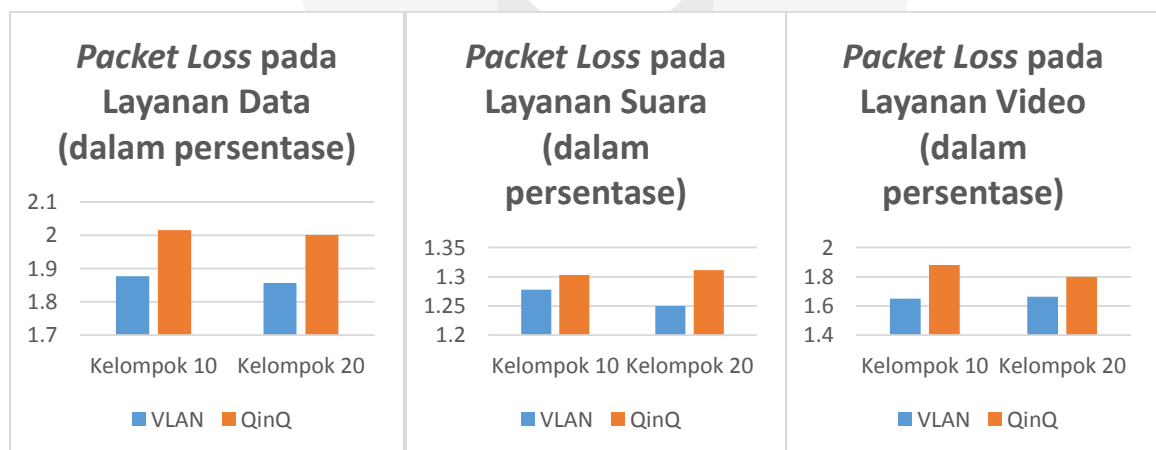 Packet Loss pada
Layanan Data
(dalam persentase)
2.1
2
1.9
1.8
1.7
Kelompok 10 Kelompok 20
VLAN QinQ
Packet Loss pada
Layanan Suara
(dalam
persentase)
1.35
1.3
1.25
1.2
Kelompok 10 Kelompok 20
VLAN QinQ
Packet Loss pada
Layanan Video
(dalam
persentase)
2
1.8
1.6
1.4
Kelompok 10 Kelompok 20
VLAN QinQ